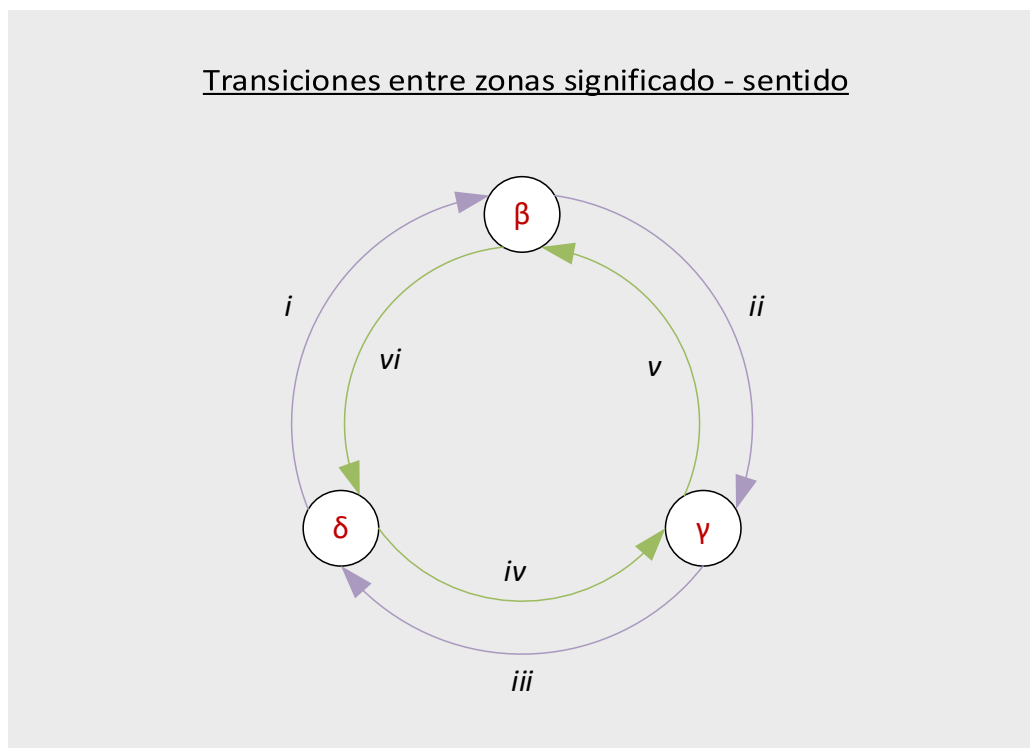 Transiciones entre zonas significado - sentido
β
i
ii
vi
v
δ
γ
iv
iii